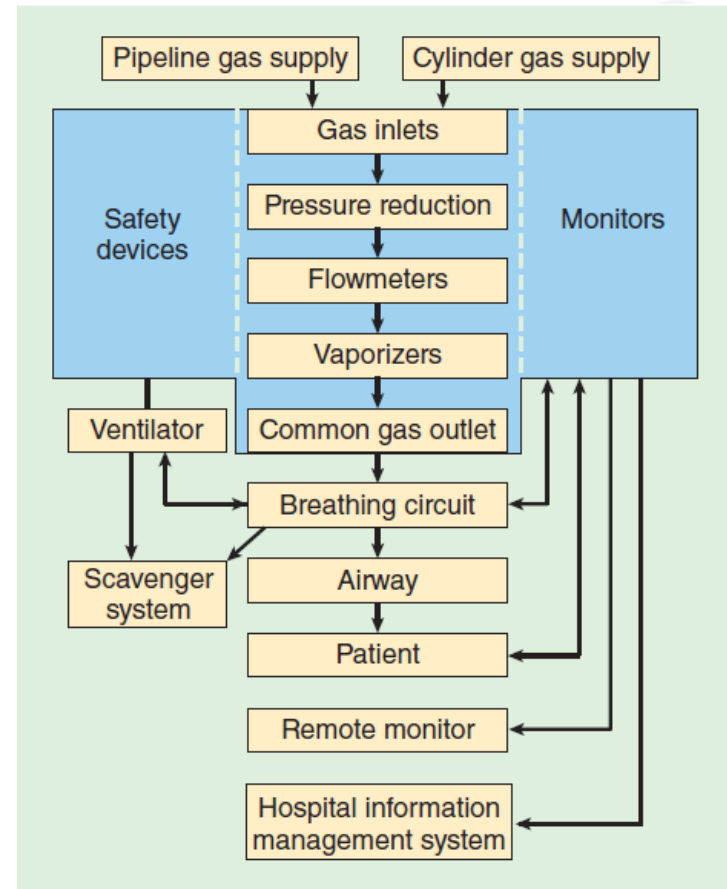 Pipeline gas supply
Cylinder gas supply
Gas inlets
Pressure reduction
Safety
devices
Monitors
Flowmeters
Vaporizers
Ventilator
Common gas outlet
Breathing circuit
Scavenger
system
Airway
Patient
Remote monitor
Hospital information
management system